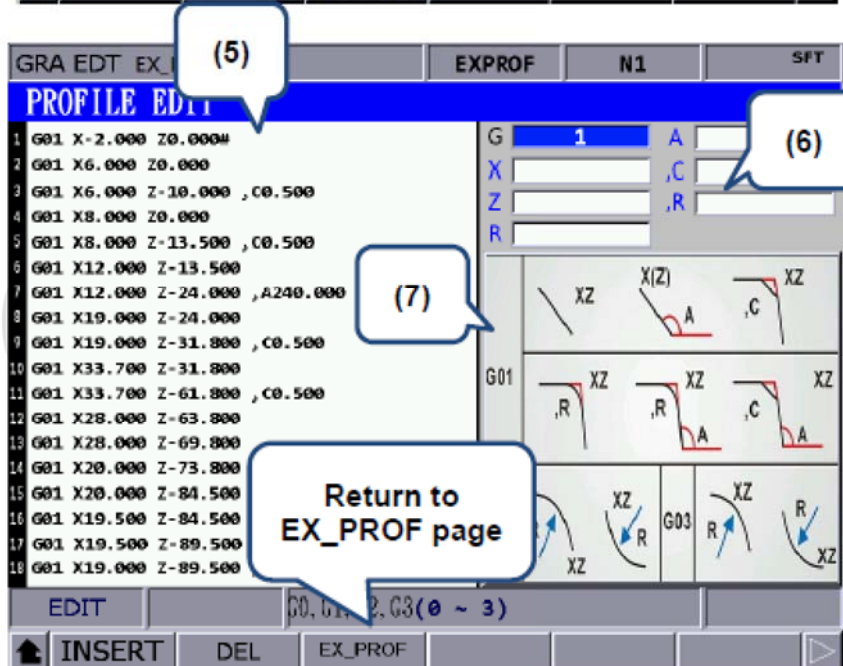 (5)
GRA EDT EX_
EXPROF
N1
SFT
PROFILE EDIT
1 G01 X-2.000 Z0.000#
2 G01 X6.000 Z0.000
3 G01 X6.000 Z-10.000 ,C0.500
4 G01 X8.000 Z0.000
5 G01 X8.000 Z-13.500 ,C0.500
6 G01 X12.000 Z-13.500
7 G01 X12.000 Z-24.000 ,A240.000
8 G01 X19.000 Z-24.000
9 G01 X19.000 Z-31.800 ,C0.500
10 G01 X33.700 Z-31.800
11 G01 X33.700 Z-61.800 ,C0.500
12 G01 X28.000 Z-63.800
13 G01 X28.000 Z-69.800
14 G01 X20.000 Z-73.800
15 G01 X20.000 Z-84.500
16 G01 X19.500 Z-84.500
17 G01 X19.500 Z-89.500
18 G01 X19.000 Z-89.500
G 1 A
X ,C
Z ,R
R
(6)
(7)
G01
XZ
X(Z) A
XZ ,C
XZ ,R
XZ ,R A
XZ ,C A
R XZ
XZ R
G03
XZ R
R XZ
Return to
EX_PROF page
EDIT
G0, G1, G2, G3(0 ~ 3)
INSERT
DEL
EX_PROF